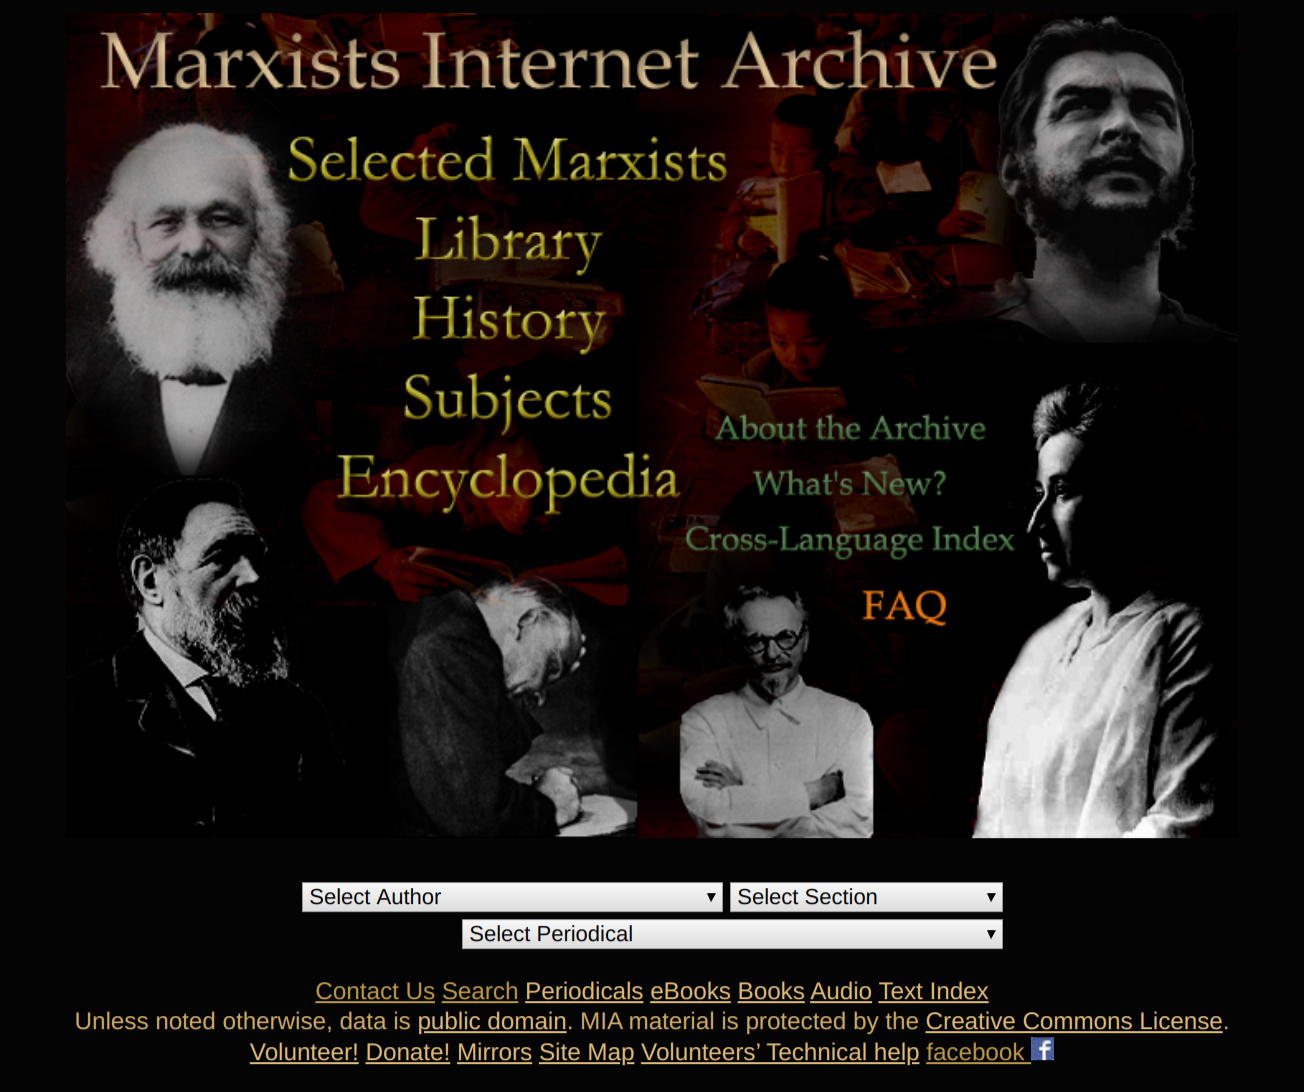 Marxists Internet Archive
Selected Marxists
Library
History
Subjects
Encyclopedia
About the Archive
What's New?
Cross-Language Index
FAQ
Select Author
Select Section
Select Periodical
Contact Us Search Periodicals eBooks Books Audio Text Index
Unless noted otherwise, data is public domain. MIA material is protected by the Creative Commons License.
Volunteer! Donate! Mirrors Site Map Volunteers’ Technical help facebook f